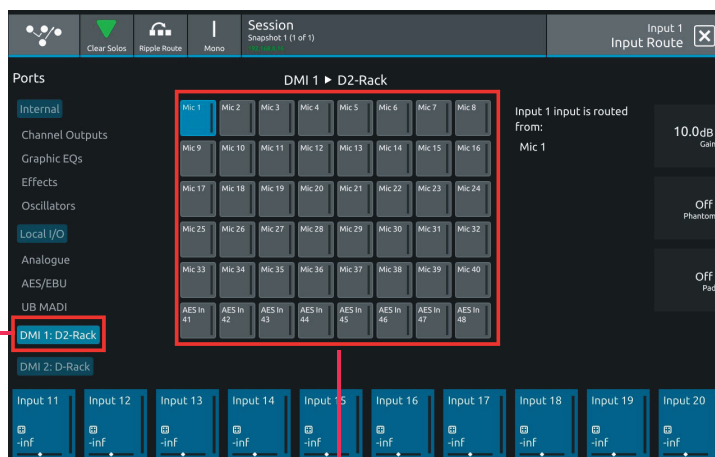 Clear Solos
Ripple Route
Mono
Session
Snapshot 1 (1 of 1)
Input 1
Input Route
Ports
DMI 1 ▶ D2-Rack
Internal
Channel Outputs
Graphic EQs
Effects
Oscillators
Local I/O
Analogue
AES/EBU
UB MADI
DMI 1: D2-Rack
DMI 2: D-Rack
Mic 1 Mic 2 Mic 3 Mic 4 Mic 5 Mic 6 Mic 7 Mic 8
Mic 9 Mic 10 Mic 11 Mic 12 Mic 13 Mic 14 Mic 15 Mic 16
Mic 17 Mic 18 Mic 19 Mic 20 Mic 21 Mic 22 Mic 23 Mic 24
Mic 25 Mic 26 Mic 27 Mic 28 Mic 29 Mic 30 Mic 31 Mic 32
Mic 33 Mic 34 Mic 35 Mic 36 Mic 37 Mic 38 Mic 39 Mic 40
AES In AES In AES In AES In AES In AES In AES In AES In
41 42 43 44 45 46 47 48
Input 1 input is routed
from:
Mic 1
10.0dB
Gain
Off
Phantom
Off
Pad
Input 11 Input 12 Input 13 Input 14 Input 15 Input 16 Input 17 Input 18 Input 19 Input 20
-inf -inf -inf -inf -inf -inf -inf -inf -inf -inf